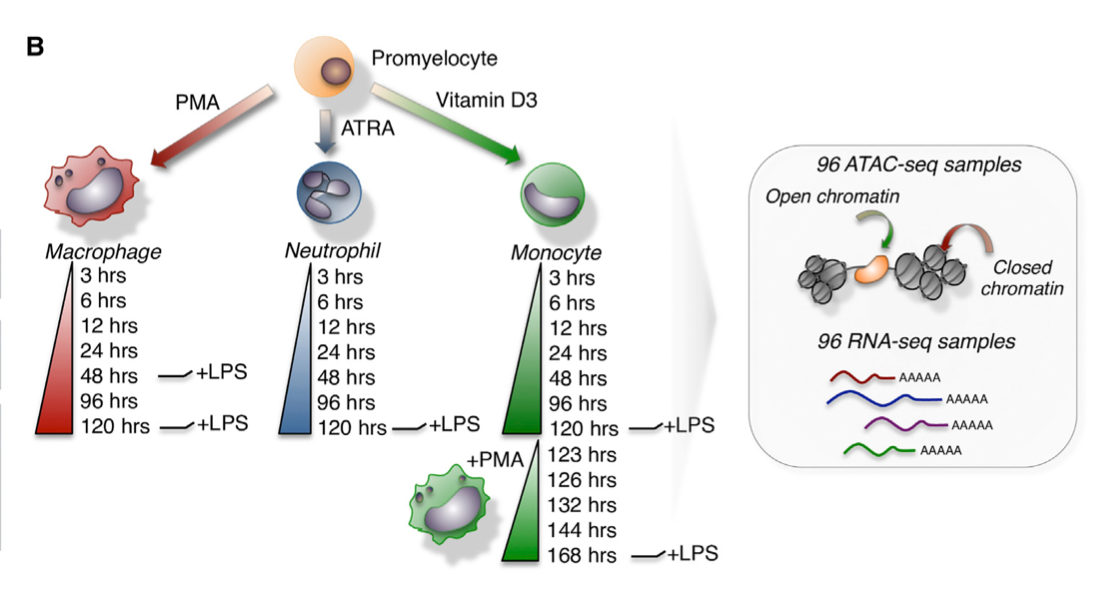 B
Promyelocyte
PMA
Vitamin D3
ATRA
Macrophage
3 hrs
6 hrs
12 hrs
24 hrs
48 hrs +LPS
96 hrs
120 hrs +LPS
Neutrophil
3 hrs
6 hrs
12 hrs
24 hrs
48 hrs
96 hrs
120 hrs +LPS
Monocyte
3 hrs
6 hrs
12 hrs
24 hrs
48 hrs
96 hrs
120 hrs +LPS
+PMA
123 hrs
126 hrs
132 hrs
144 hrs
168 hrs +LPS
96 ATAC-seq samples
Open chromatin
Closed
chromatin
96 RNA-seq samples
AAAAA
AAAAA
AAAAA
AAAAA